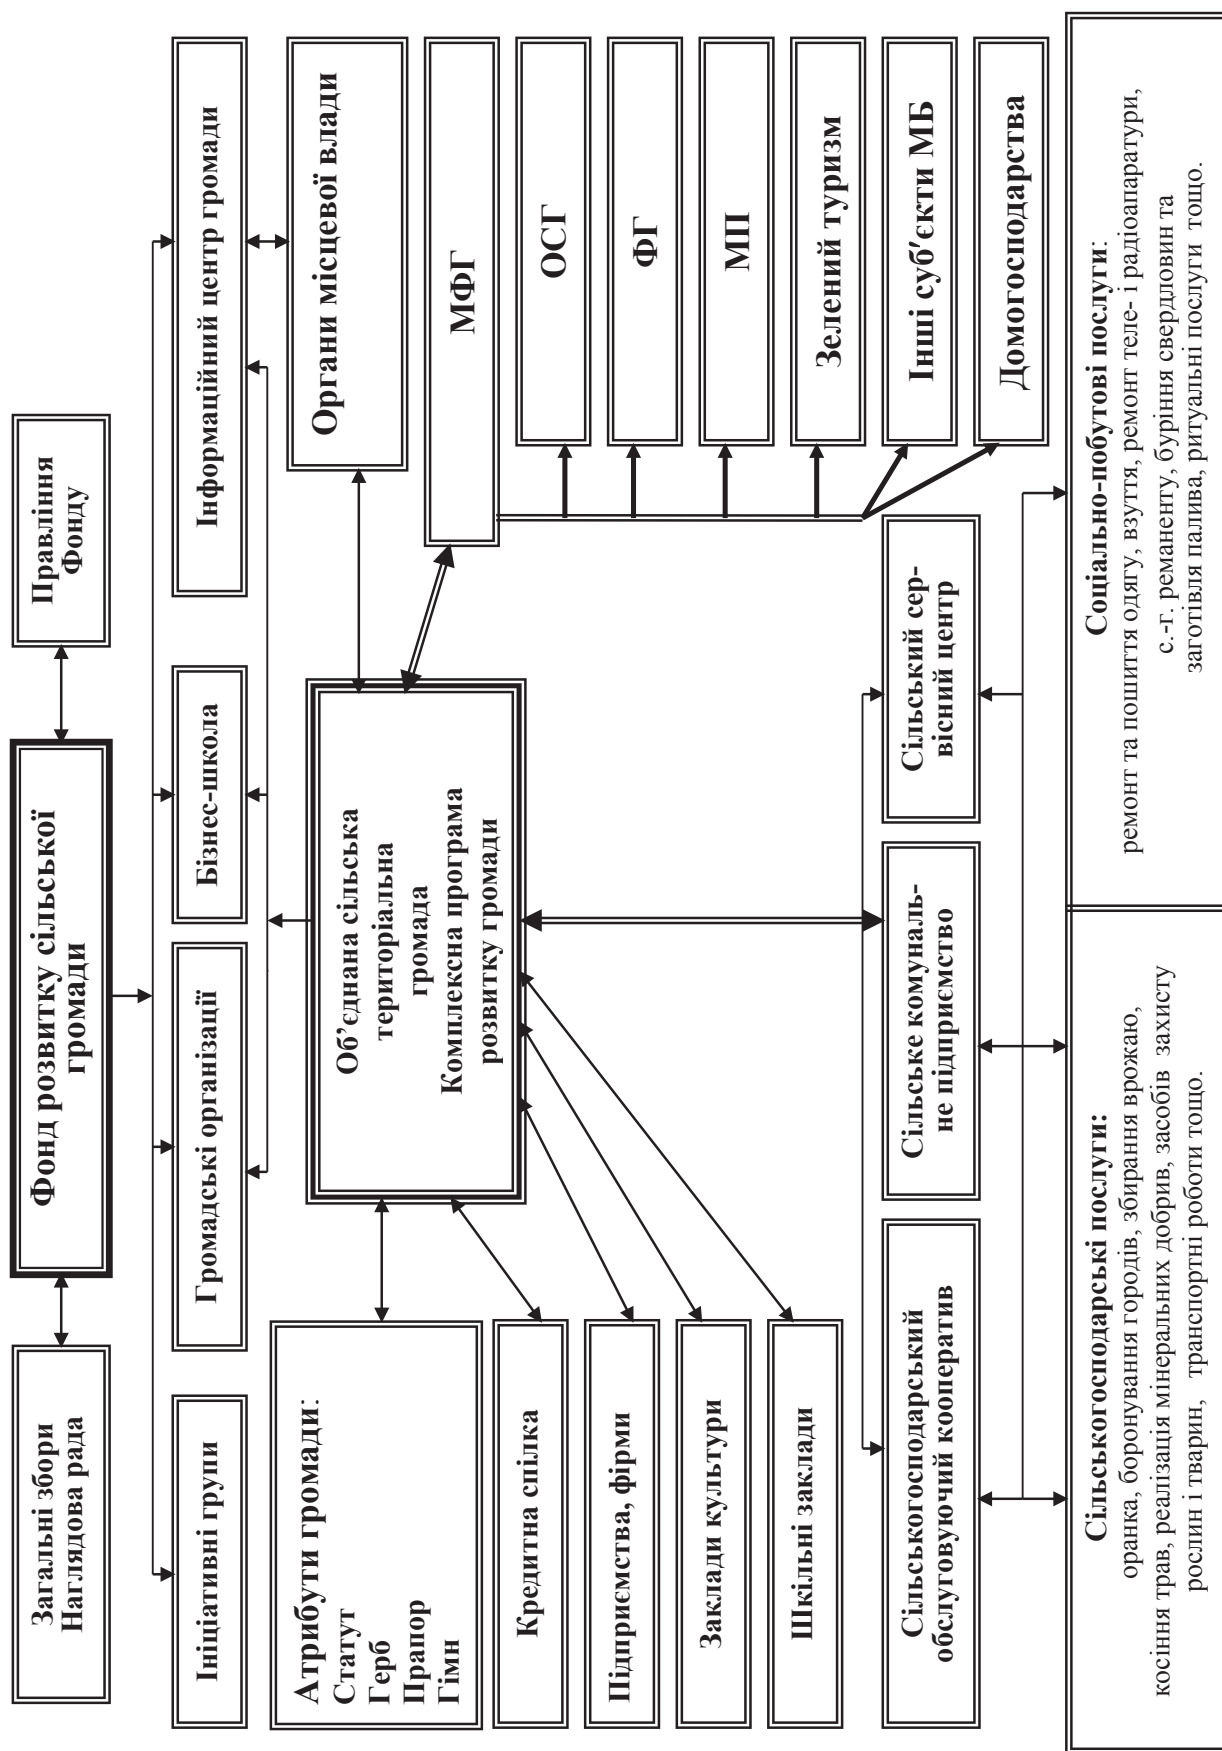 Загальні збори
Наглядова рада
Фонд розвитку сільської
громади
Правління
Фонду
Ініціативні групи
Громадські організації
Бізнес-школа
Інформаційний центр громади
Атрибути громади:
Статут
Герб
Прапор
Гімн
Об’єднана сільська
територіальна
громада
Комплексна програма
розвитку громади
Органи місцевої влади
Кредитна спілка
Підприємства, фірми
Заклади культури
Шкільні заклади
МФГ
ОСГ
ФГ
МП
Зелений туризм
Інші суб'єкти МБ
Домогосподарства
Сільськогосподарський
обслуговуючий кооператив
Сільське комуналь-
не підприємство
Сільський сер-
вісний центр
Сільськогосподарські послуги:
оранка, боронування городів, збирання врожаю,
косіння трав, реалізація мінеральних добрив, засобів захисту
рослин і тварин, транспортні роботи тощо.
Соціально-побутові послуги:
ремонт та пошиття одягу, взуття, ремонт теле- і радіоапаратури,
с.-г. реманенту, буріння свердловин та
заготівля палива, ритуальні послуги тощо.